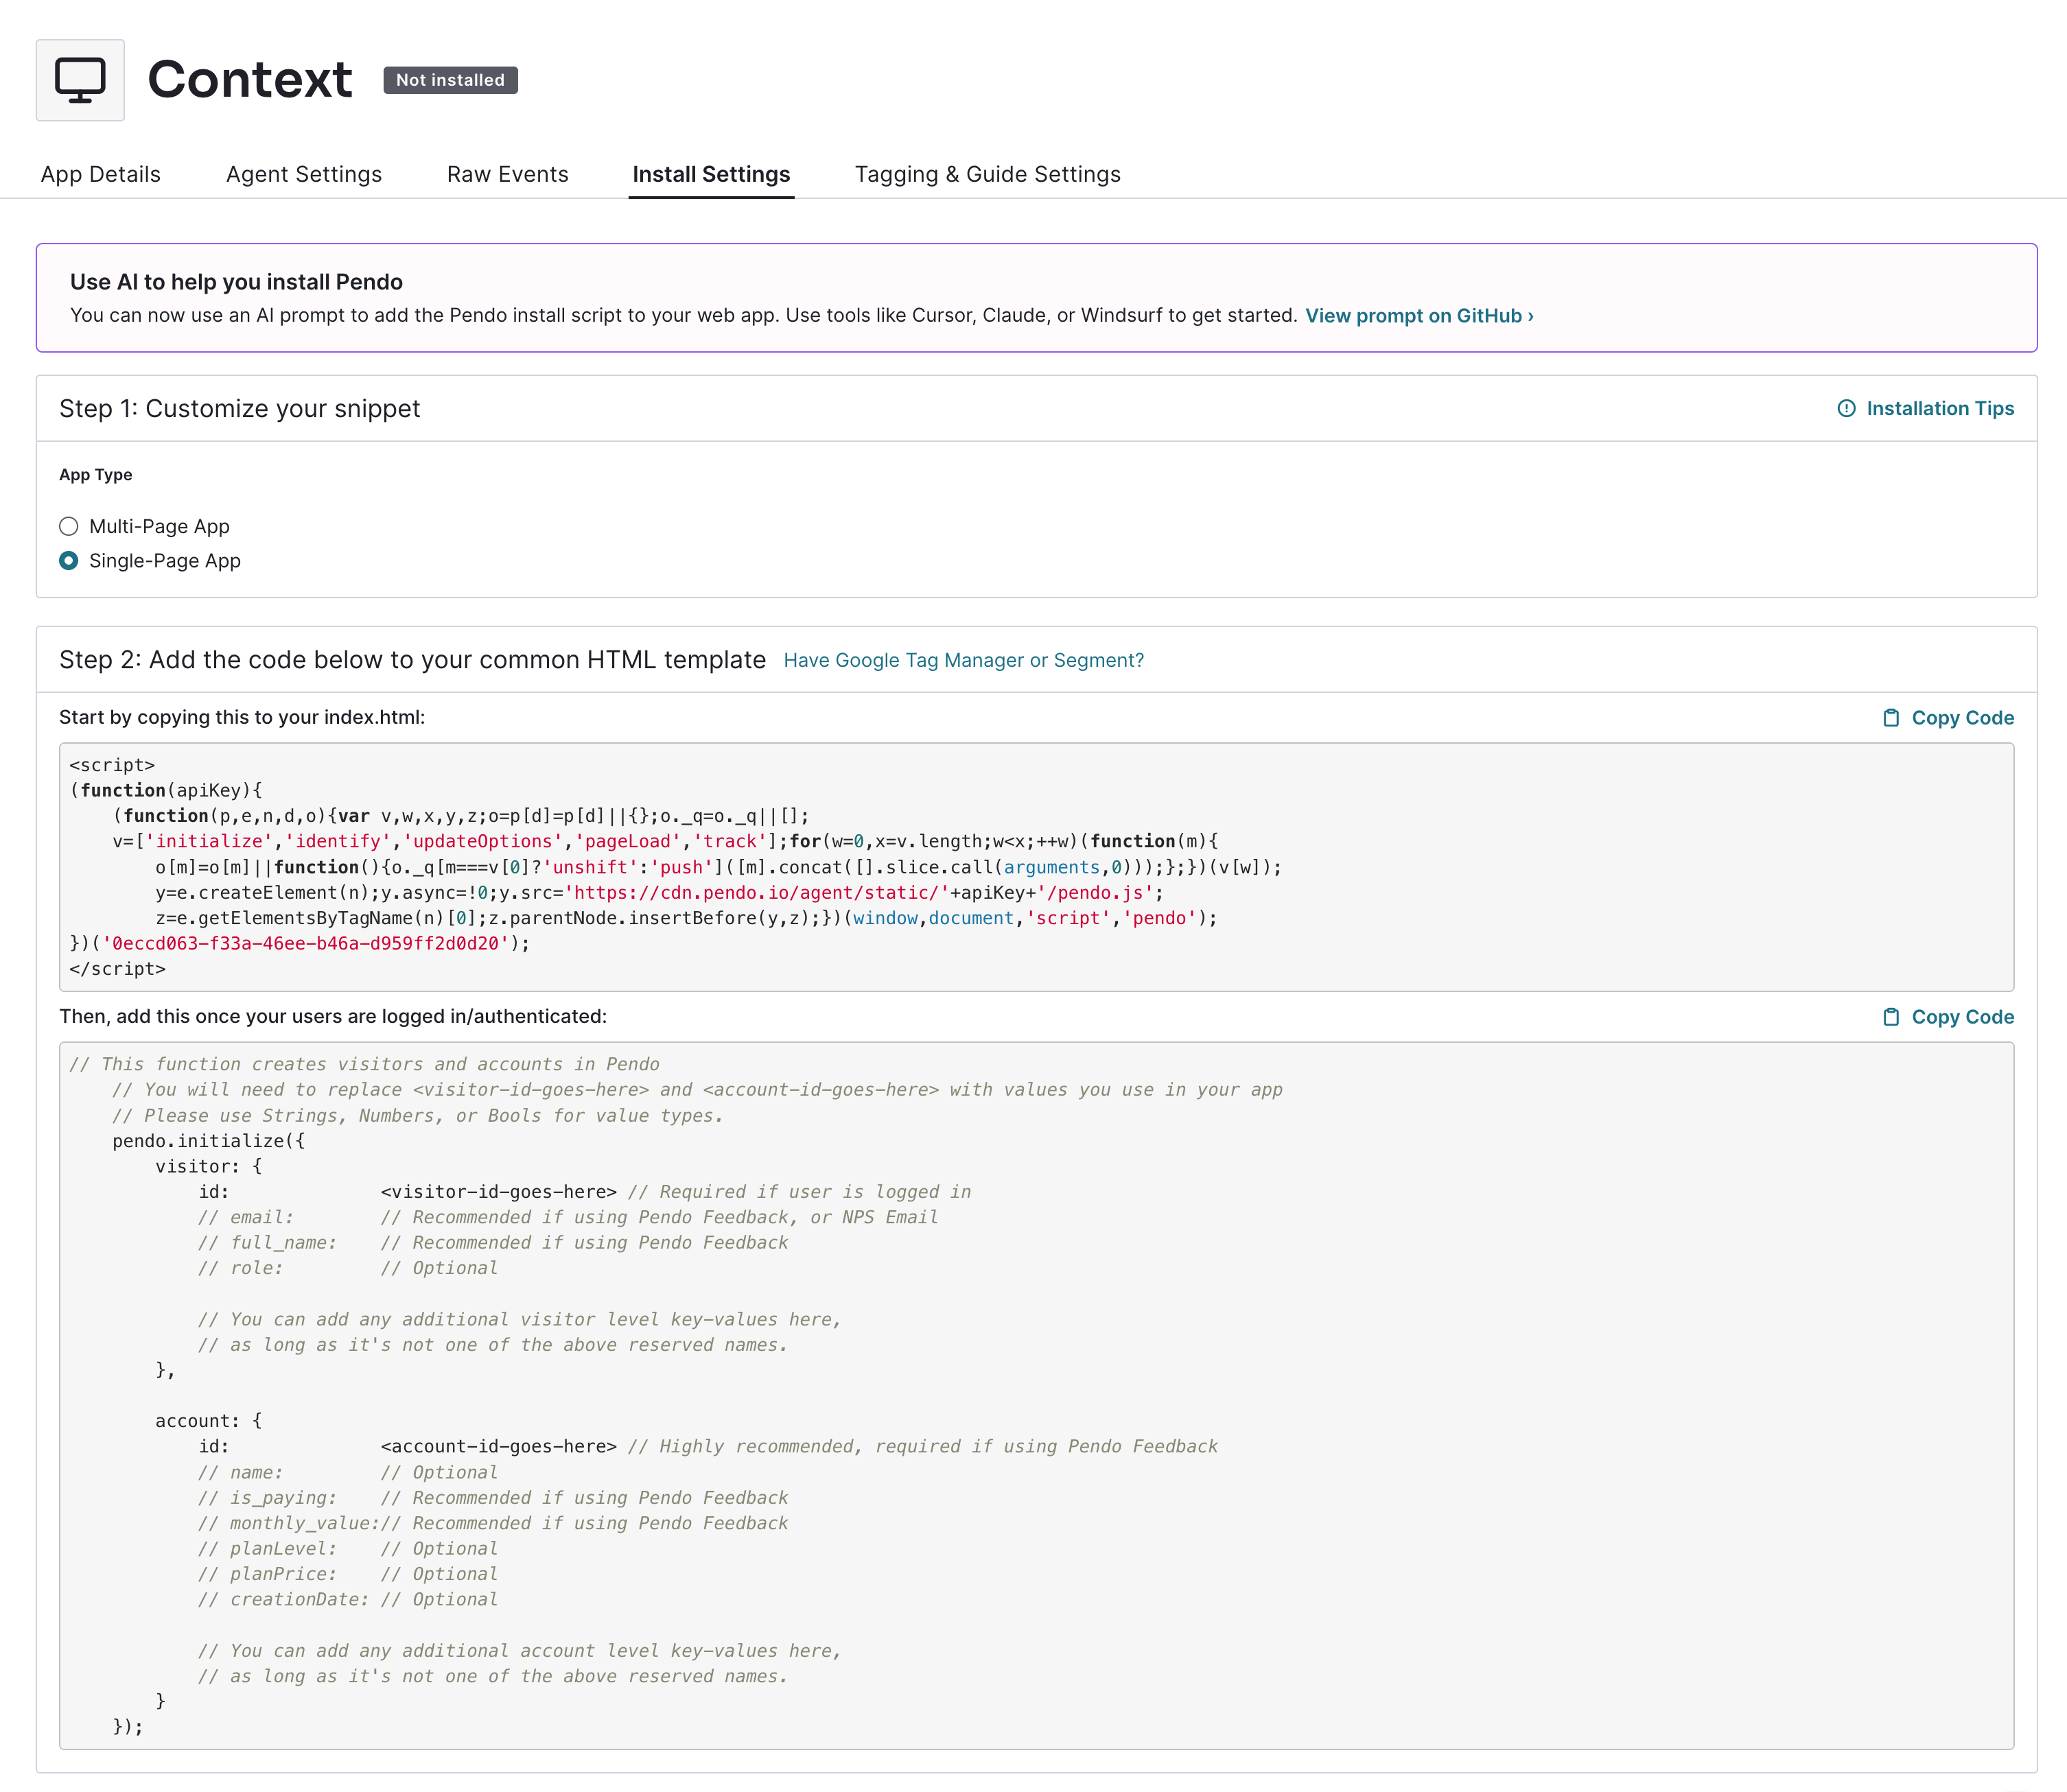 Context
Not installed
App Details
Agent Settings
Raw Events
Install Settings
Tagging & Guide Settings
Use AI to help you install Pendo
You can now use an AI prompt to add the Pendo install script to your web app. Use tools like Cursor, Claude, or Windsurf to get started. View prompt on GitHub ›
Step 1: Customize your snippet
Installation Tips
App Type
Multi-Page App
Single-Page App
Step 2: Add the code below to your common HTML template Have Google Tag Manager or Segment?
Start by copying this to your index.html:
Copy Code
<script>
(function(apiKey){
    (function(p,e,n,d,o){var v,w,x,y,z;o=p[d]=p[d]||{};o._q=o._q||[];
    v=['initialize','identify','updateOptions','pageLoad','track'];for(w=0,x=v.length;w<x;++w)(function(m){
        o[m]=o[m]||function(){o._q[m===v[0]?'unshift':'push']([m].concat([].slice.call(arguments,0)));};})(v[w]);
        y=e.createElement(n);y.async=!0;y.src='https://cdn.pendo.io/agent/static/'+apiKey+'/pendo.js';
        z=e.getElementsByTagName(n)[0];z.parentNode.insertBefore(y,z);})(window,document,'script','pendo');
})('0eccd063-f33a-46ee-b46a-d959ff2d0d20');
</script>
Then, add this once your users are logged in/authenticated:
Copy Code
// This function creates visitors and accounts in Pendo
    // You will need to replace <visitor-id-goes-here> and <account-id-goes-here> with values you use in your app
    // Please use Strings, Numbers, or Bools for value types.
    pendo.initialize({
        visitor: {
            id:              <visitor-id-goes-here> // Required if user is logged in
            // email:        // Recommended if using Pendo Feedback, or NPS Email
            // full_name:    // Recommended if using Pendo Feedback
            // role:         // Optional
            // You can add any additional visitor level key-values here,
            // as long as it's not one of the above reserved names.
        },
        account: {
            id:              <account-id-goes-here> // Highly recommended, required if using Pendo Feedback
            // name:         // Optional
            // is_paying:    // Recommended if using Pendo Feedback
            // monthly_value:// Recommended if using Pendo Feedback
            // planLevel:    // Optional
            // planPrice:    // Optional
            // creationDate: // Optional
            // You can add any additional account level key-values here,
            // as long as it's not one of the above reserved names.
        }
    });